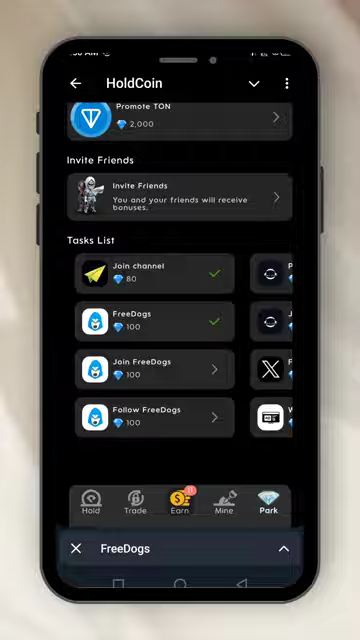 HoldCoin
Promote TON
2,000
Invite Friends
Invite Friends
You and your friends will receive
bonuses.
Tasks List
Join channel
80
FreeDogs
100
Join FreeDogs
100
Follow FreeDogs
100
11
Hold
Trade
Earn
Mine
Park
FreeDogs